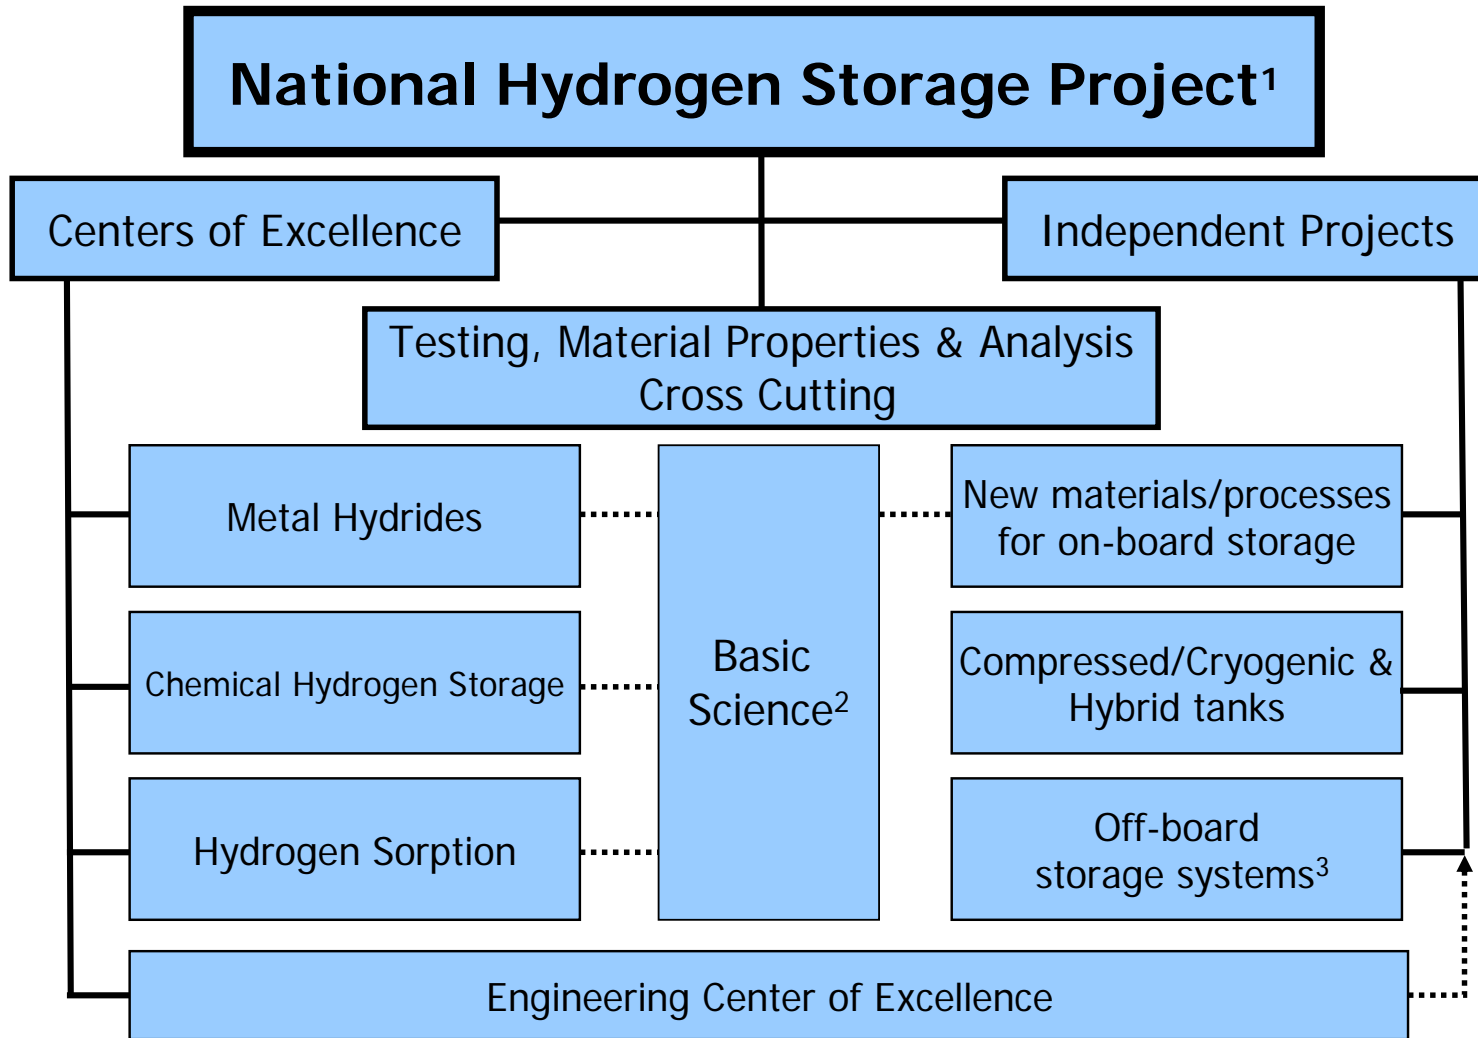 National Hydrogen Storage Project¹
Centers of Excellence
Independent Projects
Testing, Material Properties & Analysis
Cross Cutting
Metal Hydrides
New materials/processes
for on-board storage
Chemical Hydrogen Storage
Basic
Science²
Compressed/Cryogenic &
Hybrid tanks
Hydrogen Sorption
Off-board
storage systems³
Engineering Center of Excellence